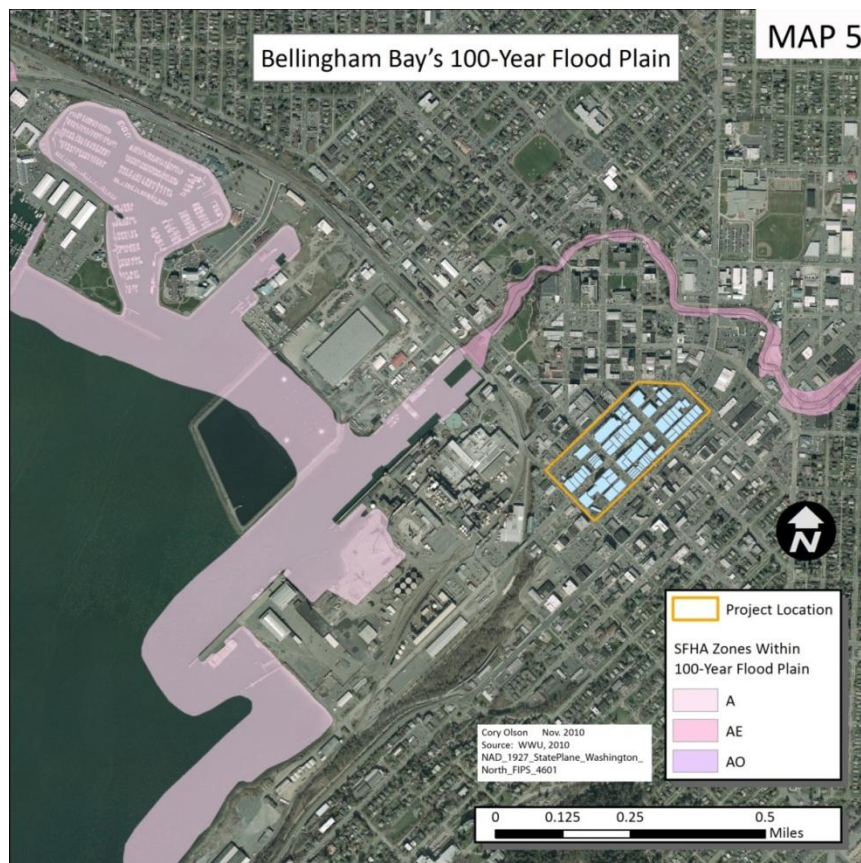 MAP 5
Bellingham Bay's 100-Year Flood Plain
N
Project Location
SFHA Zones Within
100-Year Flood Plain
A
AE
AO
Cory Olson Nov. 2010
Source: WWU, 2010
NAD_1927_StatePlane_Washington_
North_FIPS_4601
0 0.125 0.25 0.5
Miles